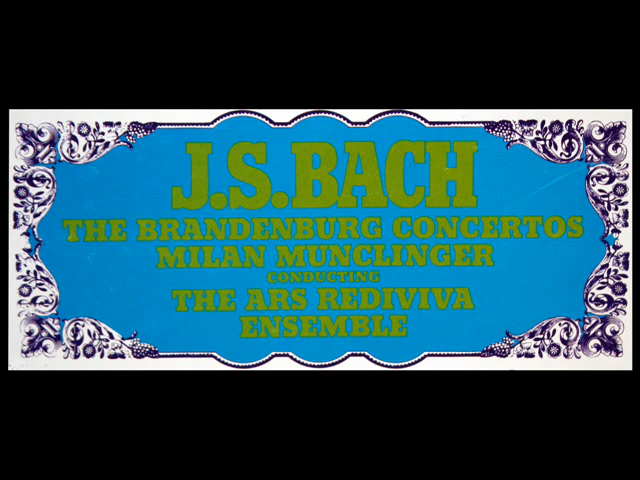 J.S.BACH
THE BRANDENBURG CONCERTOS
MILAN MUNCLINGER
CONDUCTING
THE ARS REDIVIVA
ENSEMBLE